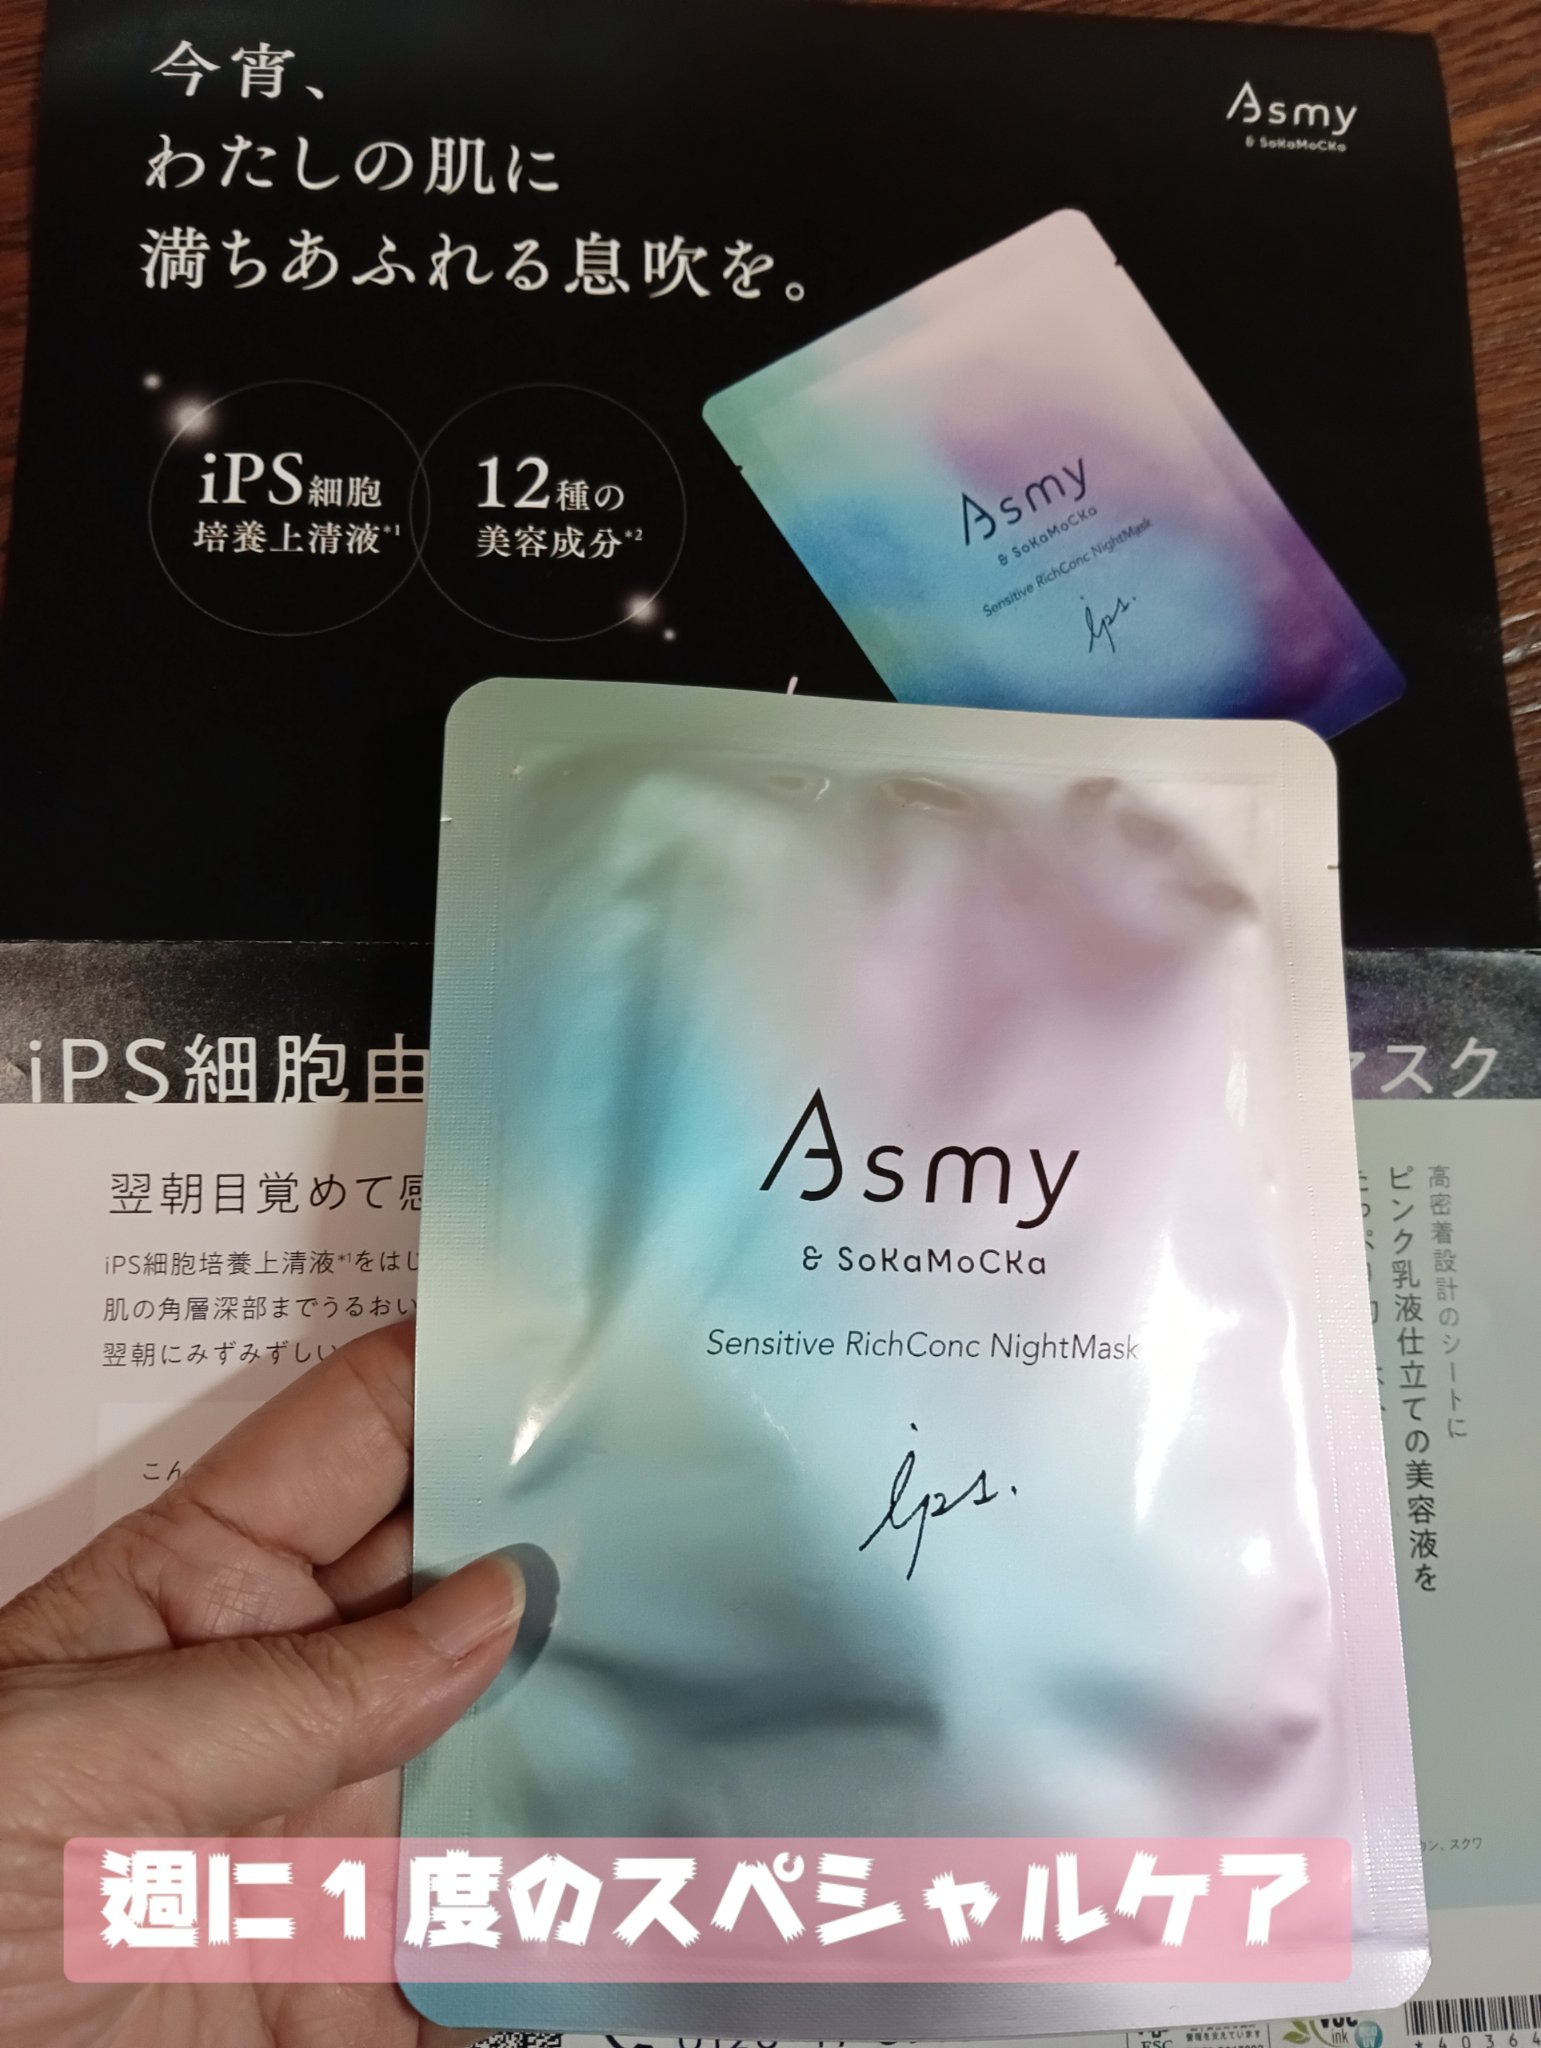 今宵、
わたしの肌に
満ちあふれる息吹を。
Asmy
& SoKaMoCKa
iPS細胞
培養上清液*1
12種の
美容成分*2
Asmy
& SoKaMoCKa
Sensitive RichConc NightMask
ips.
iPS細胞由
マスク
翌朝目覚めて感
iPS細胞培養上清液*1をはじ
肌の角層深部までうるおい
翌朝にみずみずしい
こん
高密着設計のシートに
ピンク乳液仕立ての美容液を
Asmy
& SoKaMoCKa
Sensitive RichConc NightMask
ips.
スクワ
週に1度のスペシャルケア
ink